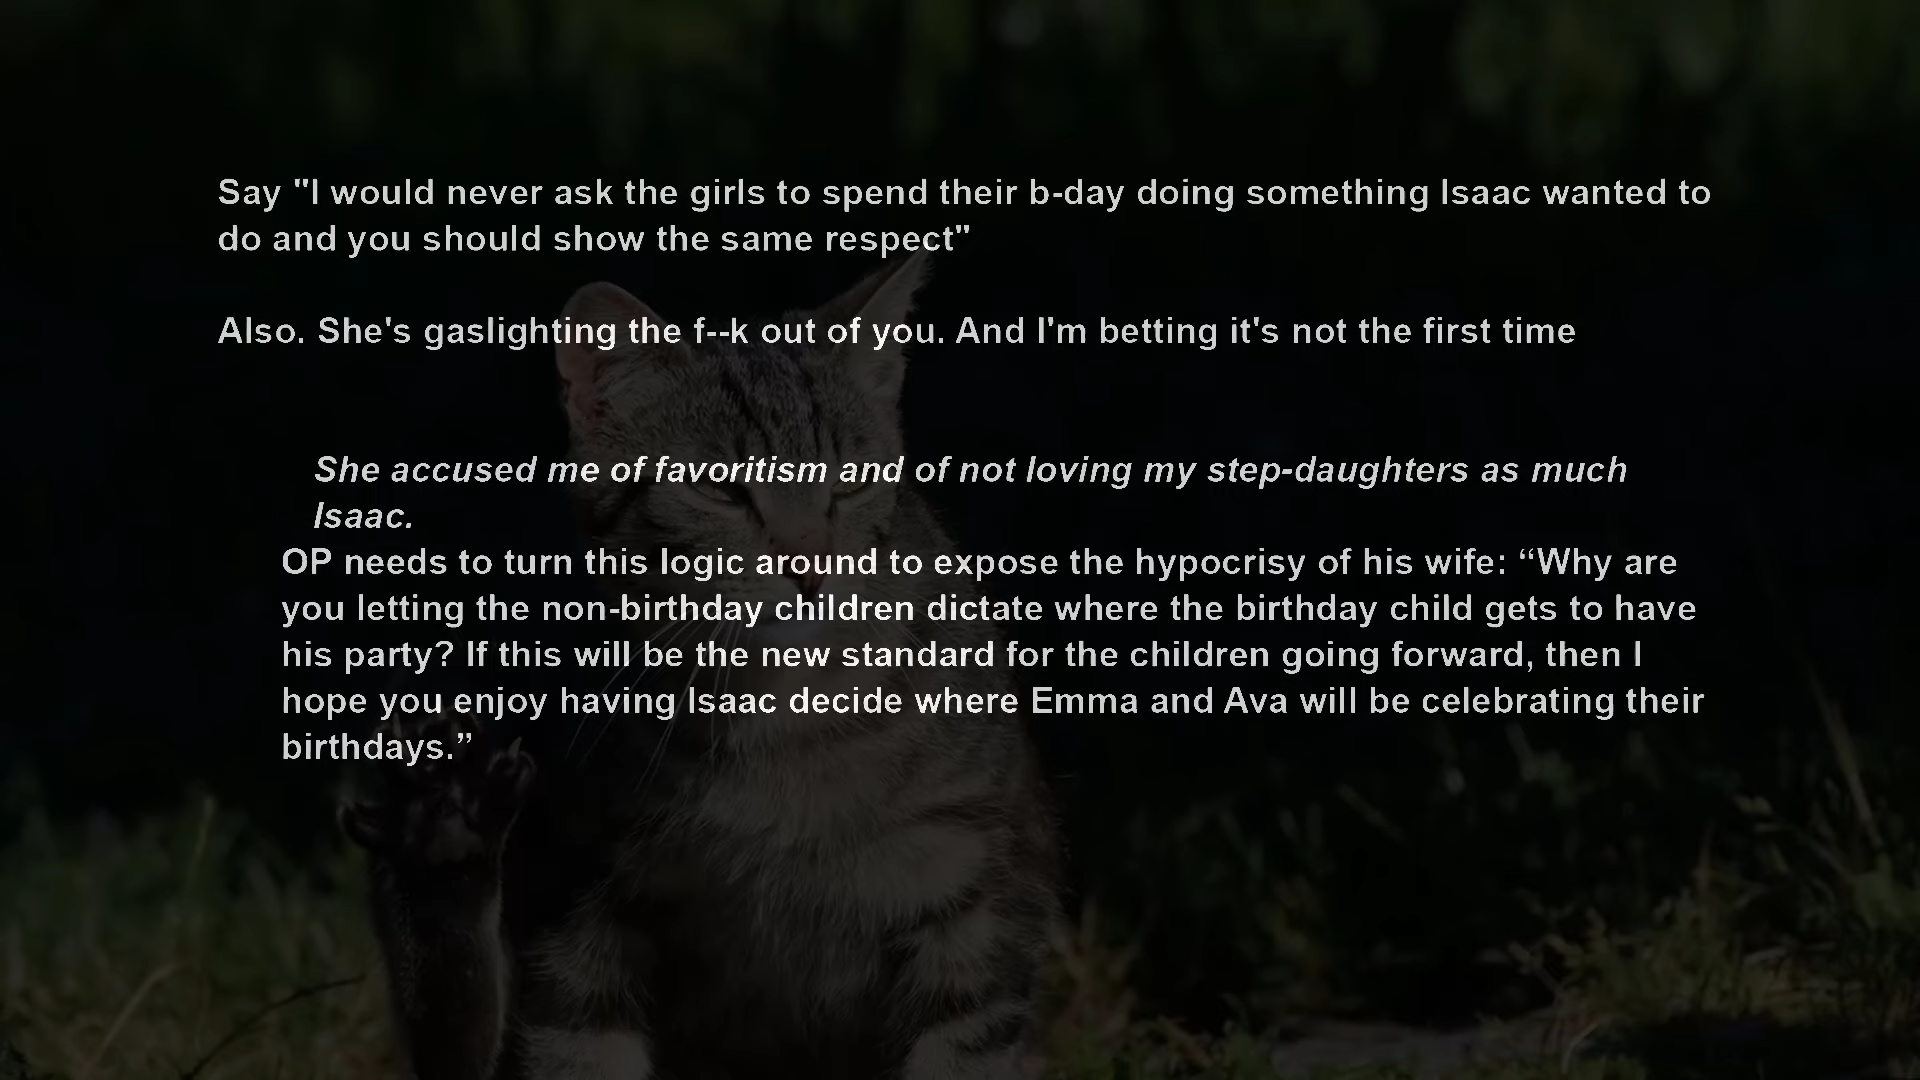 Say "I would never ask the girls to spend their b-day doing something Isaac wanted to
do and you should show the same respect"
Also. She's gaslighting the f--k out of you. And I'm betting it's not the first time
She accused me of favoritism and of not loving my step-daughters as much
Isaac.
OP needs to turn this logic around to expose the hypocrisy of his wife: “Why are
you letting the non-birthday children dictate where the birthday child gets to have
his party? If this will be the new standard for the children going forward, then I
hope you enjoy having Isaac decide where Emma and Ava will be celebrating their
birthdays.”